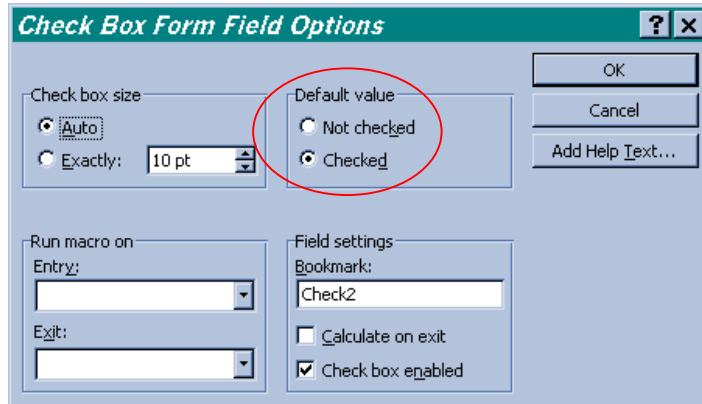 Check Box Form Field Options
? ×
Check box size
Auto
Exactly: 10 pt
Default value
Not checked
Checked
OK
Cancel
Add Help Text...
Run macro on
Entry:
Exit:
Field settings
Bookmark:
Check2
Calculate on exit
Check box enabled